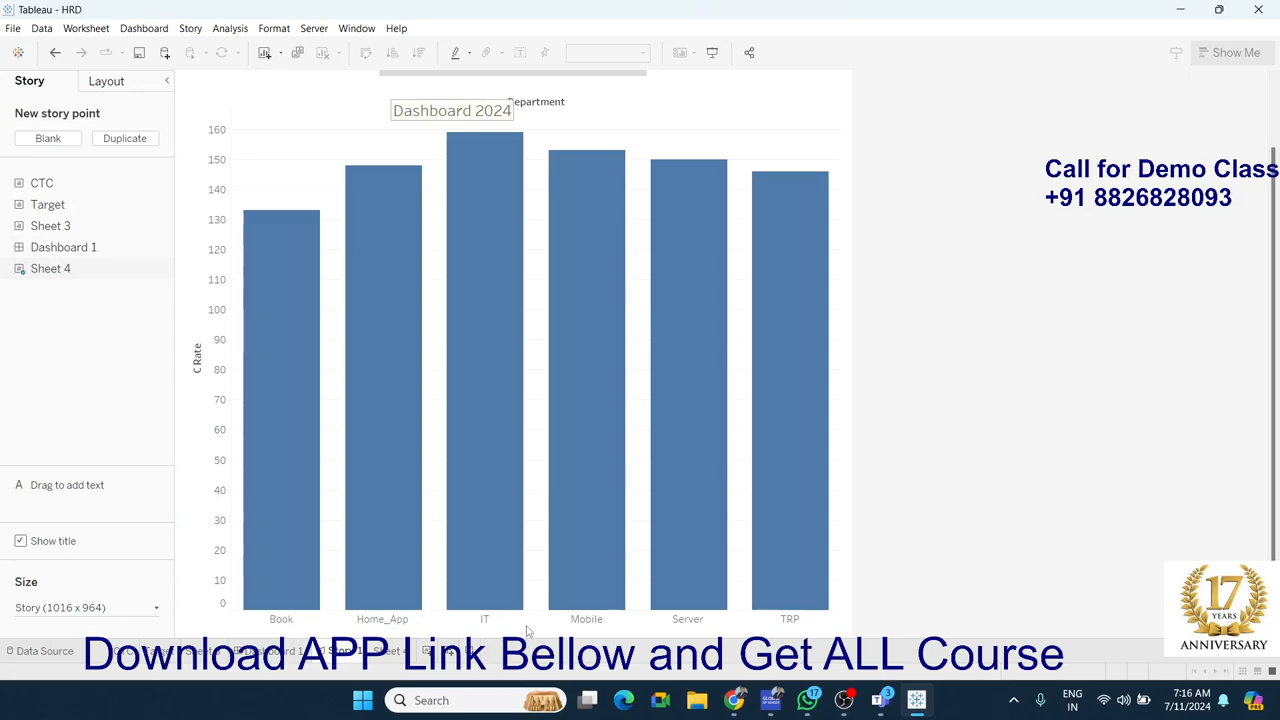 Tableau - HRD
File Data Worksheet Dashboard Story Analysis Format Server Window Help
Show Me
Story Layout
New story point
Blank Duplicate
CTC
Target
Sheet 3
Dashboard 1
Sheet 4
A Drag to add text
Show title
Size
Story (1016 x 964)
Department
Dashboard 2024
160
150
140
130
120
110
100
90
80
70
60
50
40
30
20
10
0
C Rate
Book Home_App IT Mobile Server TRP
Call for Demo Class
+91 8826828093
17
YEARS
ANNIVERSARY
Data Source
Download APP Link Bellow and Get ALL Course
Search
17
3
ENG
IN
7:16 AM
7/11/2024